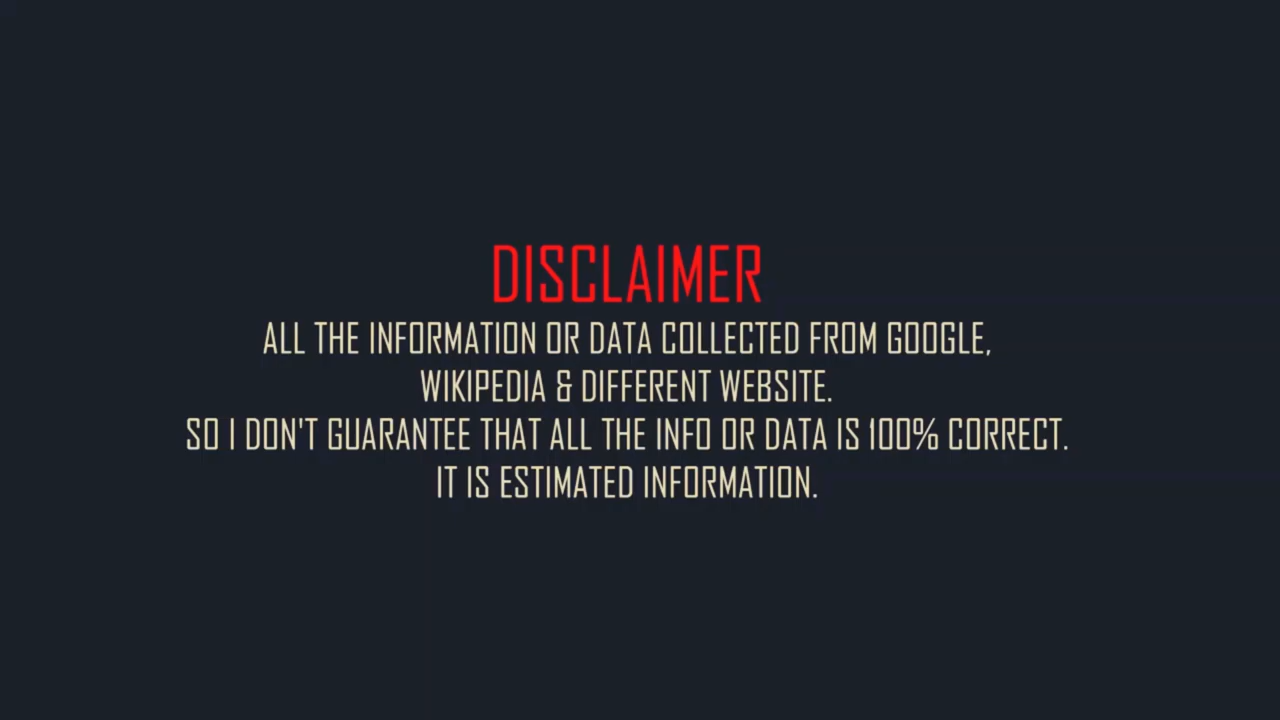 DISCLAIMER
ALL THE INFORMATION OR DATA COLLECTED FROM GOOGLE,
WIKIPEDIA & DIFFERENT WEBSITE.
SO I DON'T GUARANTEE THAT ALL THE INFO OR DATA IS 100% CORRECT.
IT IS ESTIMATED INFORMATION.